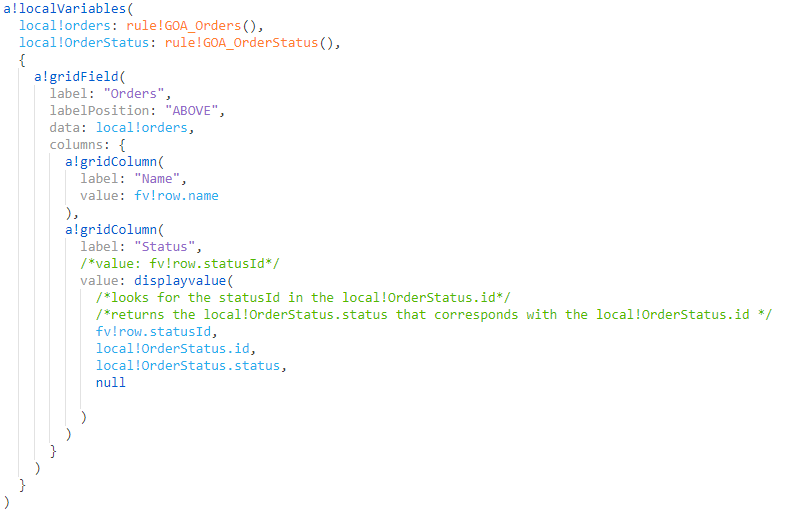 a!localVariables(
local!orders: rule!GOA_Orders(),
local!OrderStatus: rule!GOA_OrderStatus(),
{
a!gridField(
label: "Orders",
labelPosition: "ABOVE",
data: local!orders,
columns: {
a!gridColumn(
label: "Name",
value: fv!row.name
),
a!gridColumn(
label: "Status",
/*value: fv!row.statusId*/
value: displayvalue(
/*looks for the statusId in the local!OrderStatus.id*/
/*returns the local!OrderStatus.status that corresponds with the local!OrderStatus.id */
fv!row.statusId,
local!OrderStatus.id,
local!OrderStatus.status,
null
)
)
}
)
}
)